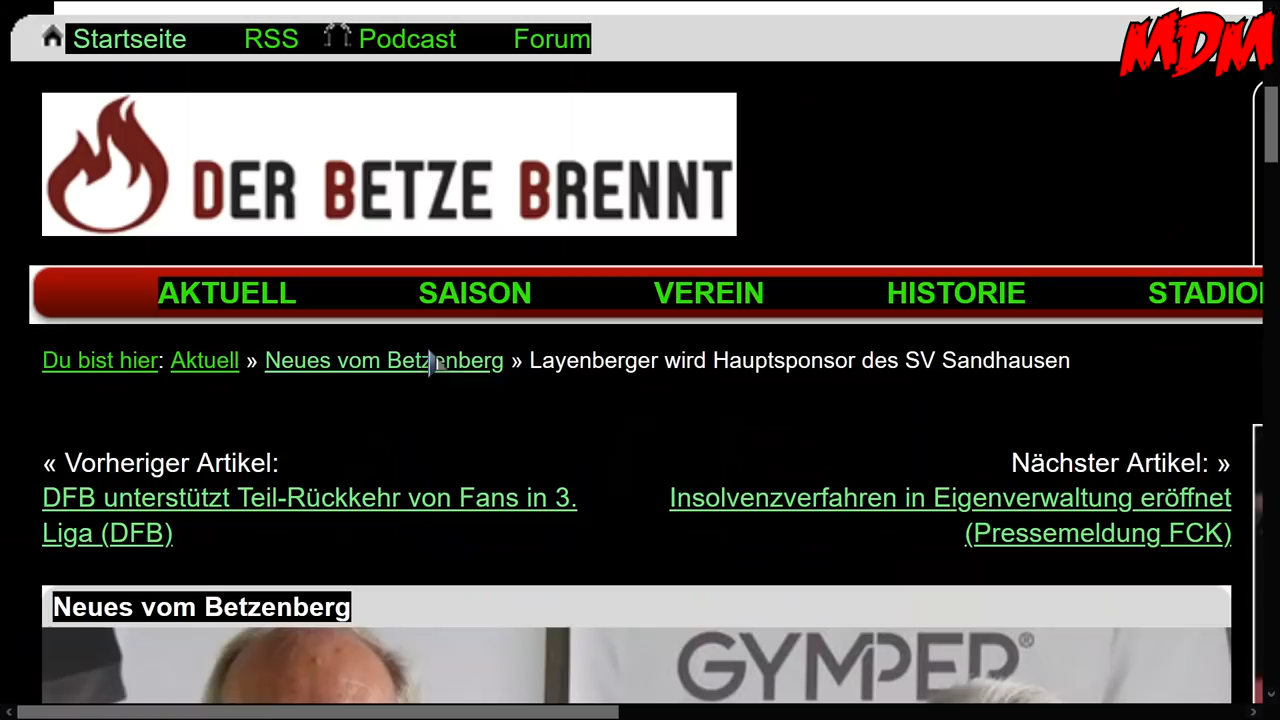 Startseite RSS Podcast Forum
MDM
DER BETZE BRENNT
AKTUELL SAISON VEREIN HISTORIE STADIO
Du bist hier: Aktuell » Neues vom Betzenberg » Layenberger wird Hauptsponsor des SV Sandhausen
« Vorheriger Artikel:
DFB unterstützt Teil-Rückkehr von Fans in 3.
Liga (DFB)
Nächster Artikel: »
Insolvenzverfahren in Eigenverwaltung eröffnet
(Pressemeldung FCK)
Neues vom Betzenberg
GYMPER®